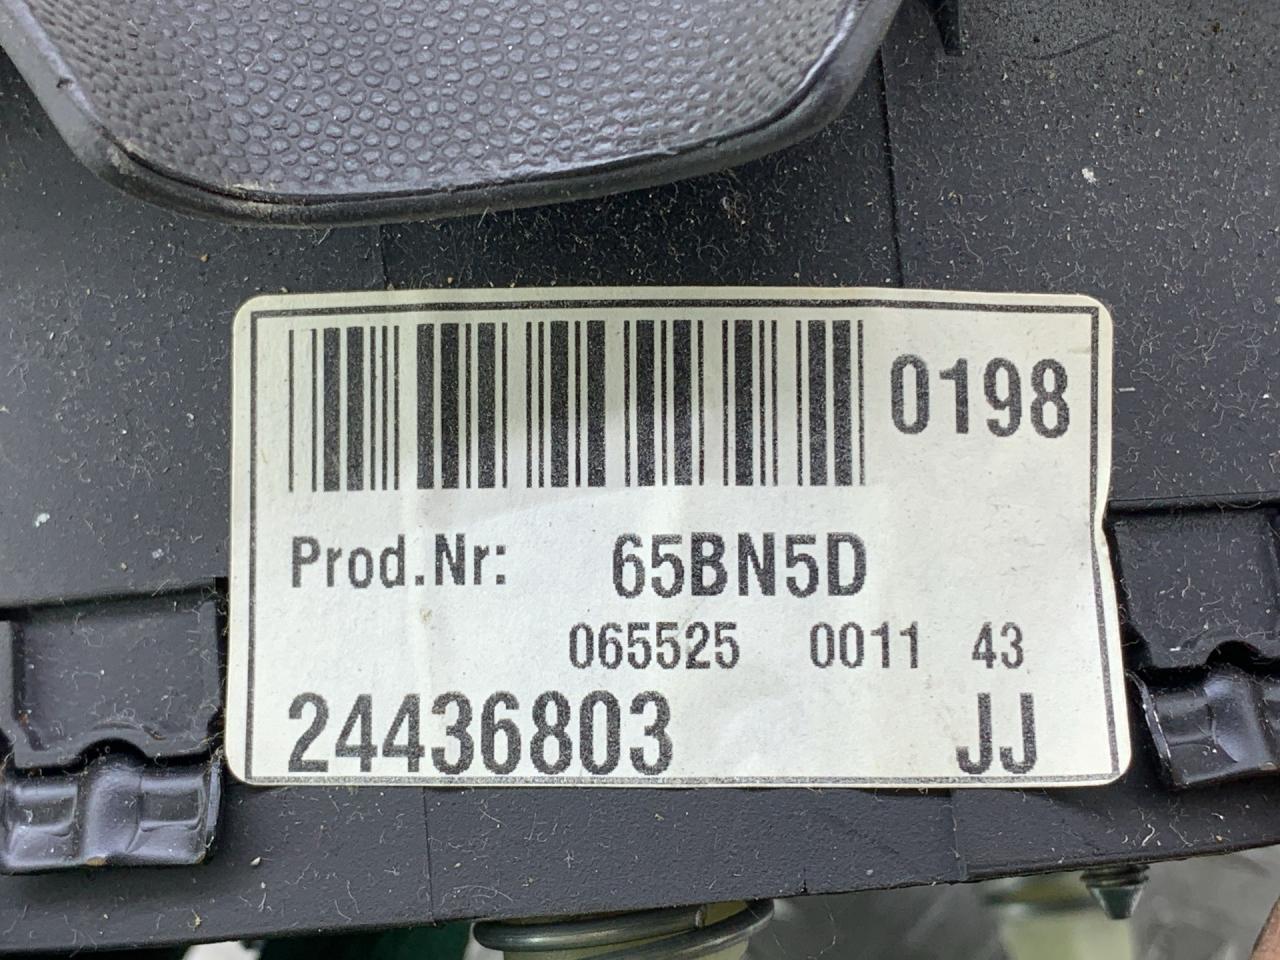 0198
Prod.Nr: 65BN5D
065525 0011 43
24436803 JJ